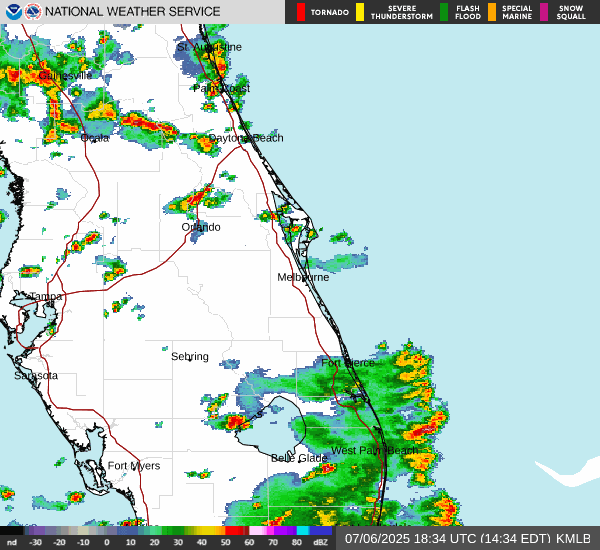 NATIONAL WEATHER SERVICE
TORNADO
SEVERE
THUNDERSTORM
FLASH
FLOOD
SPECIAL
MARINE
SNOW
SQUALL
St. Augustine
Gainesville
Palm Coast
Ocala
Daytona Beach
Orlando
Melbourne
Tampa
Sebring
Fort Pierce
Sarasota
West Palm Beach
Belle Glade
Fort Myers
nd -30 -20 -10 0 10 20 30 40 50 60 70 80 dBZ
07/06/2025 18:34 UTC (14:34 EDT) KMLB